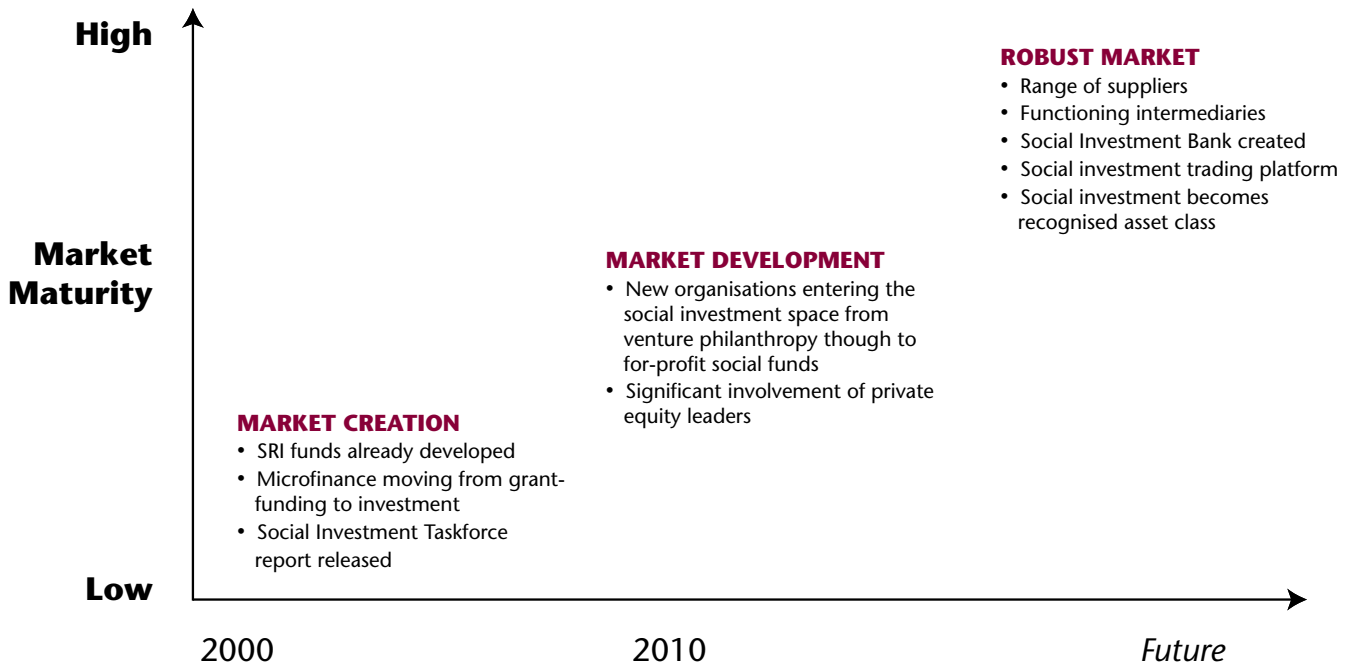 High
ROBUST MARKET
• Range of suppliers
• Functioning intermediaries
• Social Investment Bank created
• Social investment trading platform
• Social investment becomes
recognised asset class
Market
Maturity
MARKET DEVELOPMENT
• New organisations entering the
social investment space from
venture philanthropy though to
for-profit social funds
• Significant involvement of private
equity leaders
MARKET CREATION
• SRI funds already developed
• Microfinance moving from grant-
funding to investment
• Social Investment Taskforce
report released
Low
2000
2010
Future